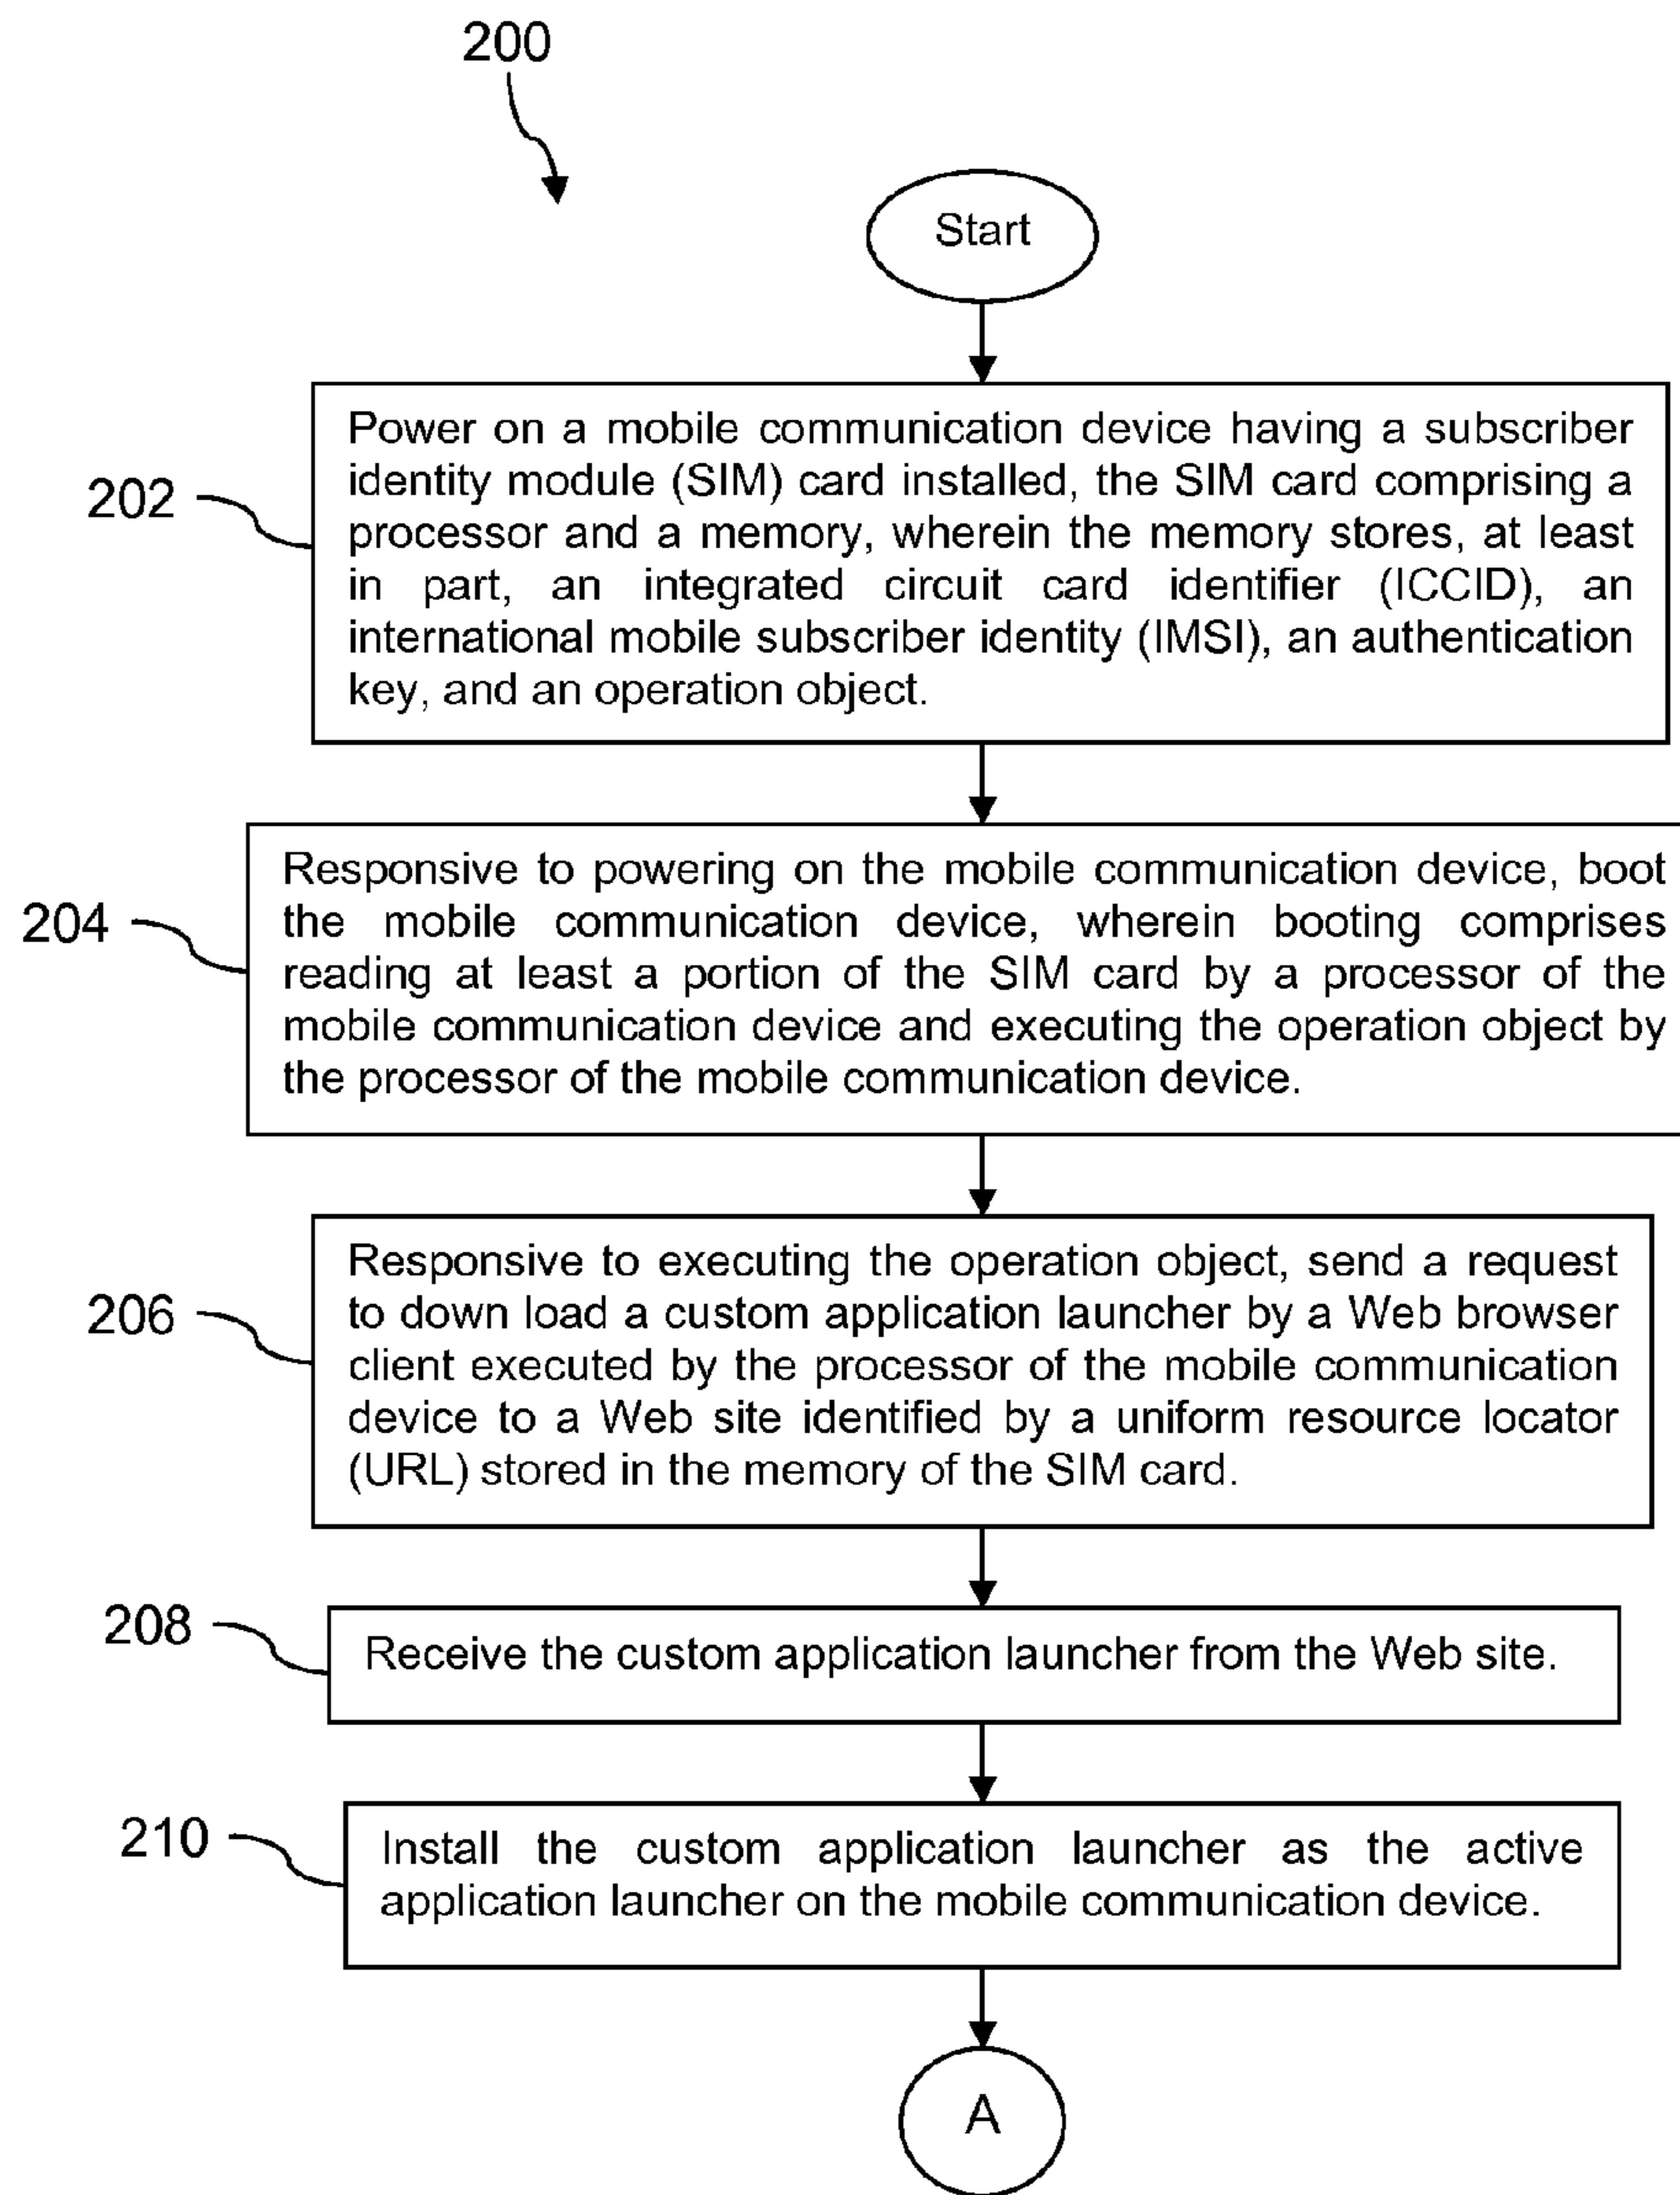 200
Start
202
Power on a mobile communication device having a subscriber
identity module (SIM) card installed, the SIM card comprising a
processor and a memory, wherein the memory stores, at least
in part, an integrated circuit card identifier (ICCID), an
international mobile subscriber identity (IMSI), an authentication
key, and an operation object.
204
Responsive to powering on the mobile communication device, boot
the mobile communication device, wherein booting comprises
reading at least a portion of the SIM card by a processor of the
mobile communication device and executing the operation object by
the processor of the mobile communication device.
206
Responsive to executing the operation object, send a request
to down load a custom application launcher by a Web browser
client executed by the processor of the mobile communication
device to a Web site identified by a uniform resource locator
(URL) stored in the memory of the SIM card.
208
Receive the custom application launcher from the Web site.
210
Install the custom application launcher as the active
application launcher on the mobile communication device.
A